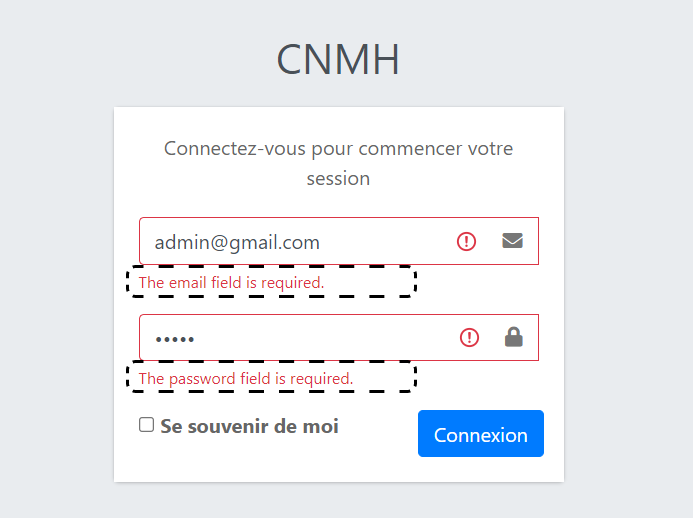 CNMH
Connectez-vous pour commencer votre
session
admin@gmail.com
The email field is required.
•••••
The password field is required.
Se souvenir de moi
Connexion